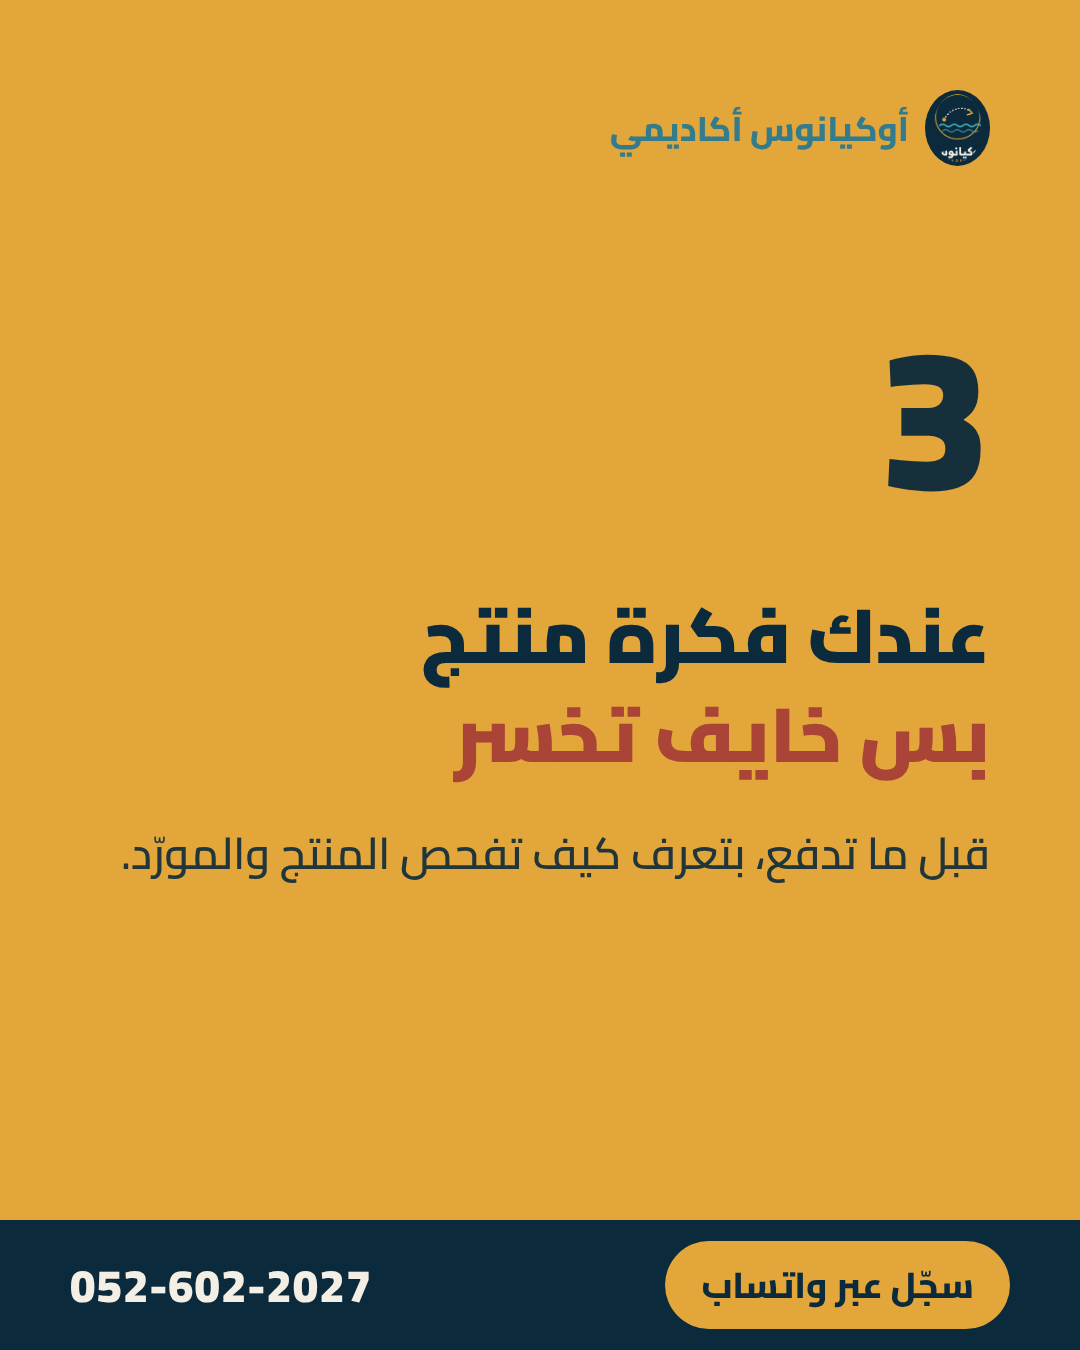 أوكيانوس أكاديمي
3
عندك فكرة منتج
بس خايف تخسر
قبل ما تدفع، بتعرف كيف تفحص المنتج والمورّد.
سجّل عبر واتساب
052-602-2027